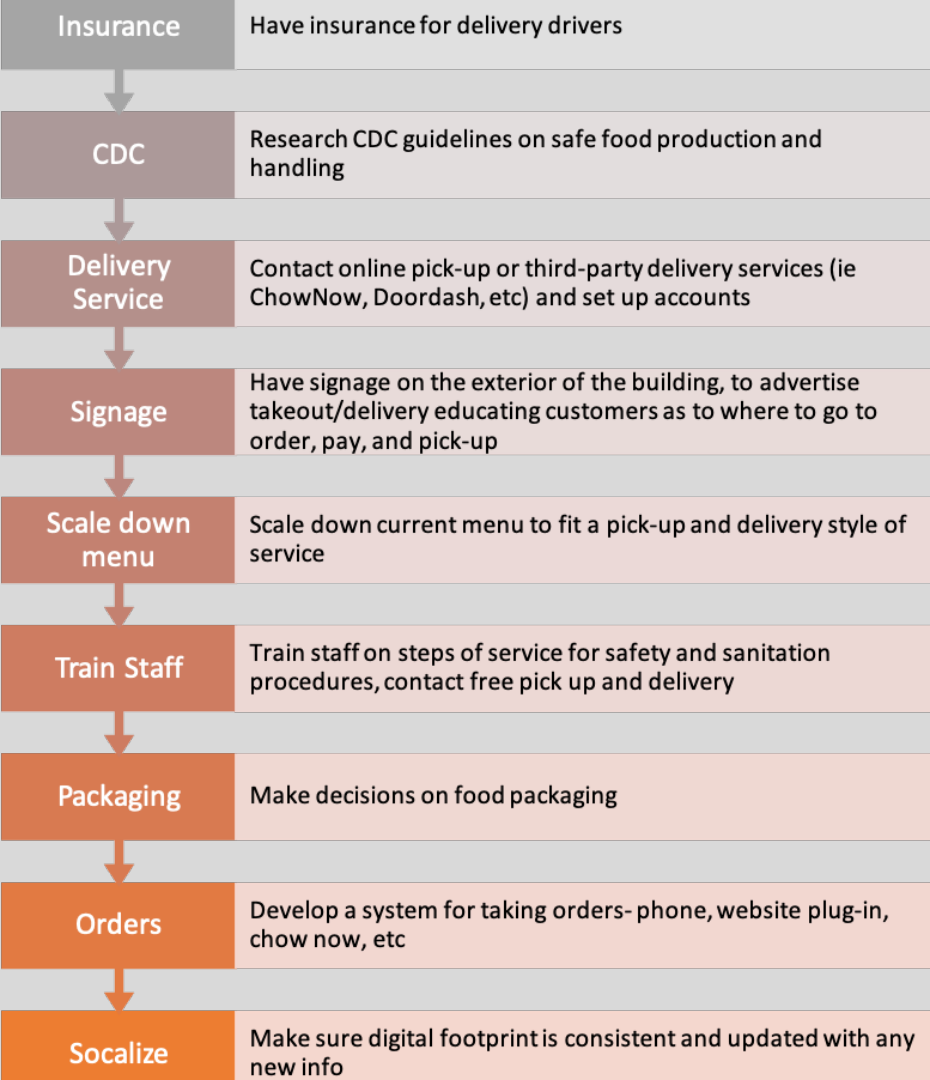 Insurance
Have insurance for delivery drivers
CDC
Research CDC guidelines on safe food production and
handling
Delivery
Service
Contact online pick-up or third-party delivery services (ie
ChowNow, Doordash, etc) and set up accounts
Signage
Have signage on the exterior of the building, to advertise
takeout/delivery educating customers as to where to go to
order, pay, and pick-up
Scale down
menu
Scale down current menu to fit a pick-up and delivery style of
service
Train Staff
Train staff on steps of service for safety and sanitation
procedures, contact free pick up and delivery
Packaging
Make decisions on food packaging
Orders
Develop a system for taking orders- phone, website plug-in,
chow now, etc
Socalize
Make sure digital footprint is consistent and updated with any
new info